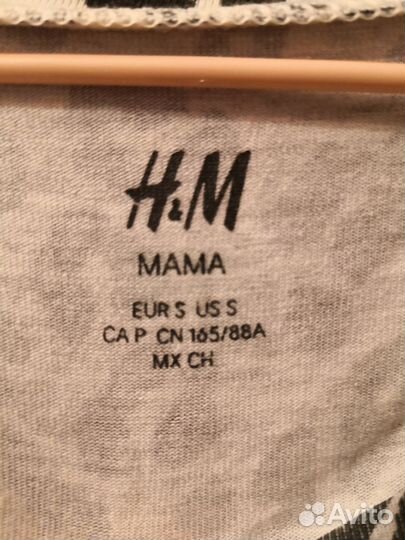 H&M
MAMA
EUR S US S
CA P CN 165/88A
MX CH
Avito